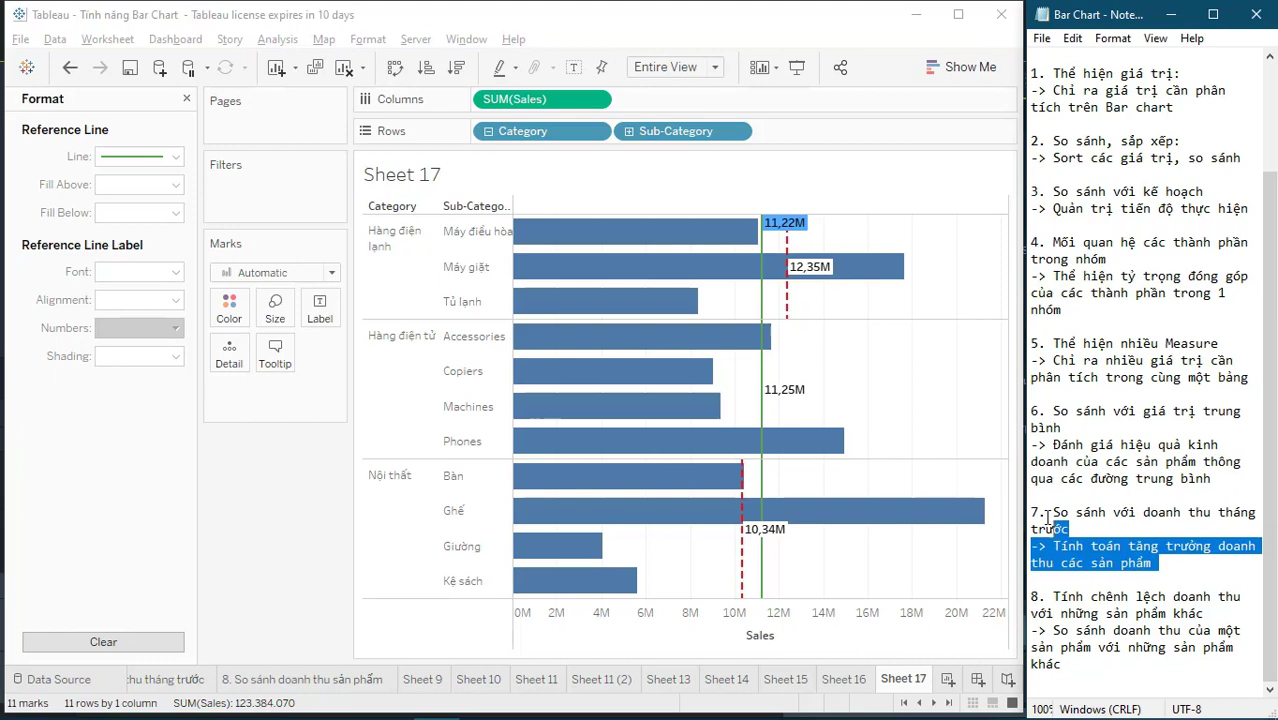 Tableau - Tính năng Bar Chart - Tableau license expires in 10 days
File Data Worksheet Dashboard Story Analysis Map Format Server Window Help
Entire View
Show Me
Format
Reference Line
Line:
Fill Above:
Fill Below:
Reference Line Label
Font:
Alignment:
Numbers:
Shading:
Clear
Pages
Filters
Marks
Automatic
Color Size Label
Detail Tooltip
Columns SUM(Sales)
Rows Category Sub-Category
Sheet 17
Category Sub-Catego..
Hàng điện lạnh
Máy điều hòa
Máy giặt
Tủ lạnh
Hàng điện tử
Accessories
Copiers
Machines
Phones
Nội thất
Bàn
Ghế
Giường
Kệ sách
11,22M
12,35M
11,25M
10,34M
0M 2M 4M 6M 8M 10M 12M 14M 16M 18M 20M 22M
Sales
Data Source hu tháng trước 8. So sánh doanh thu sản phẩm Sheet 9 Sheet 10 Sheet 11 Sheet 11 (2) Sheet 13 Sheet 14 Sheet 15 Sheet 16 Sheet 17
11 marks 11 rows by 1 column SUM(Sales): 123.384.070
Bar Chart - Note...
File Edit Format View Help
1. Thể hiện giá trị:
-> Chỉ ra giá trị cần phân
tích trên Bar chart
2. So sánh, sắp xếp:
-> Sort các giá trị, so sánh
3. So sánh với kế hoạch
-> Quản trị tiến độ thực hiện
4. Mối quan hệ các thành phần
trong nhóm
-> Thể hiện tỷ trọng đóng góp
của các thành phần trong 1
nhóm
5. Thể hiện nhiều Measure
-> Chỉ ra nhiều giá trị cần
phân tích trong cùng một bảng
6. So sánh với giá trị trung
bình
-> Đánh giá hiệu quả kinh
doanh của các sản phẩm thông
qua các đường trung bình
7. So sánh với doanh thu tháng
trước
-> Tính toán tăng trưởng doanh
thu các sản phẩm
8. Tính chênh lệch doanh thu
với những sản phẩm khác
-> So sánh doanh thu của một
sản phẩm với những sản phẩm
khác
100% Windows (CRLF) UTF-8